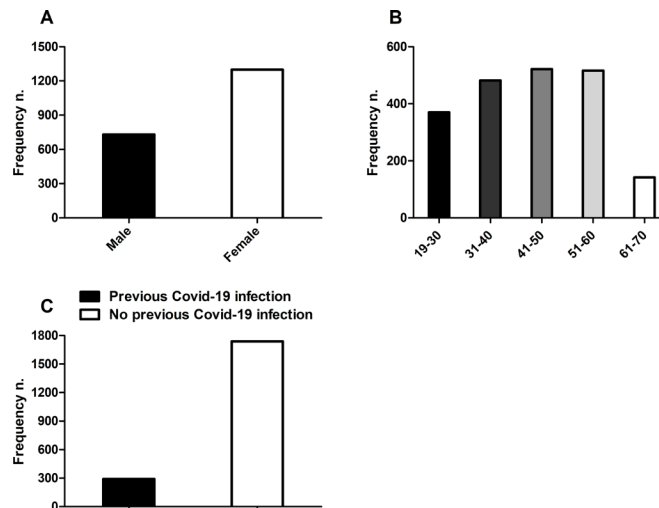 A
Frequency n.
1500
1200
900
600
300
0
Male
Female
B
Frequency n.
600
400
200
0
19-30
31-40
41-50
51-60
61-70
C
Previous Covid-19 infection
No previous Covid-19 infection
Frequency n.
1800
1500
1200
900
600
300
0